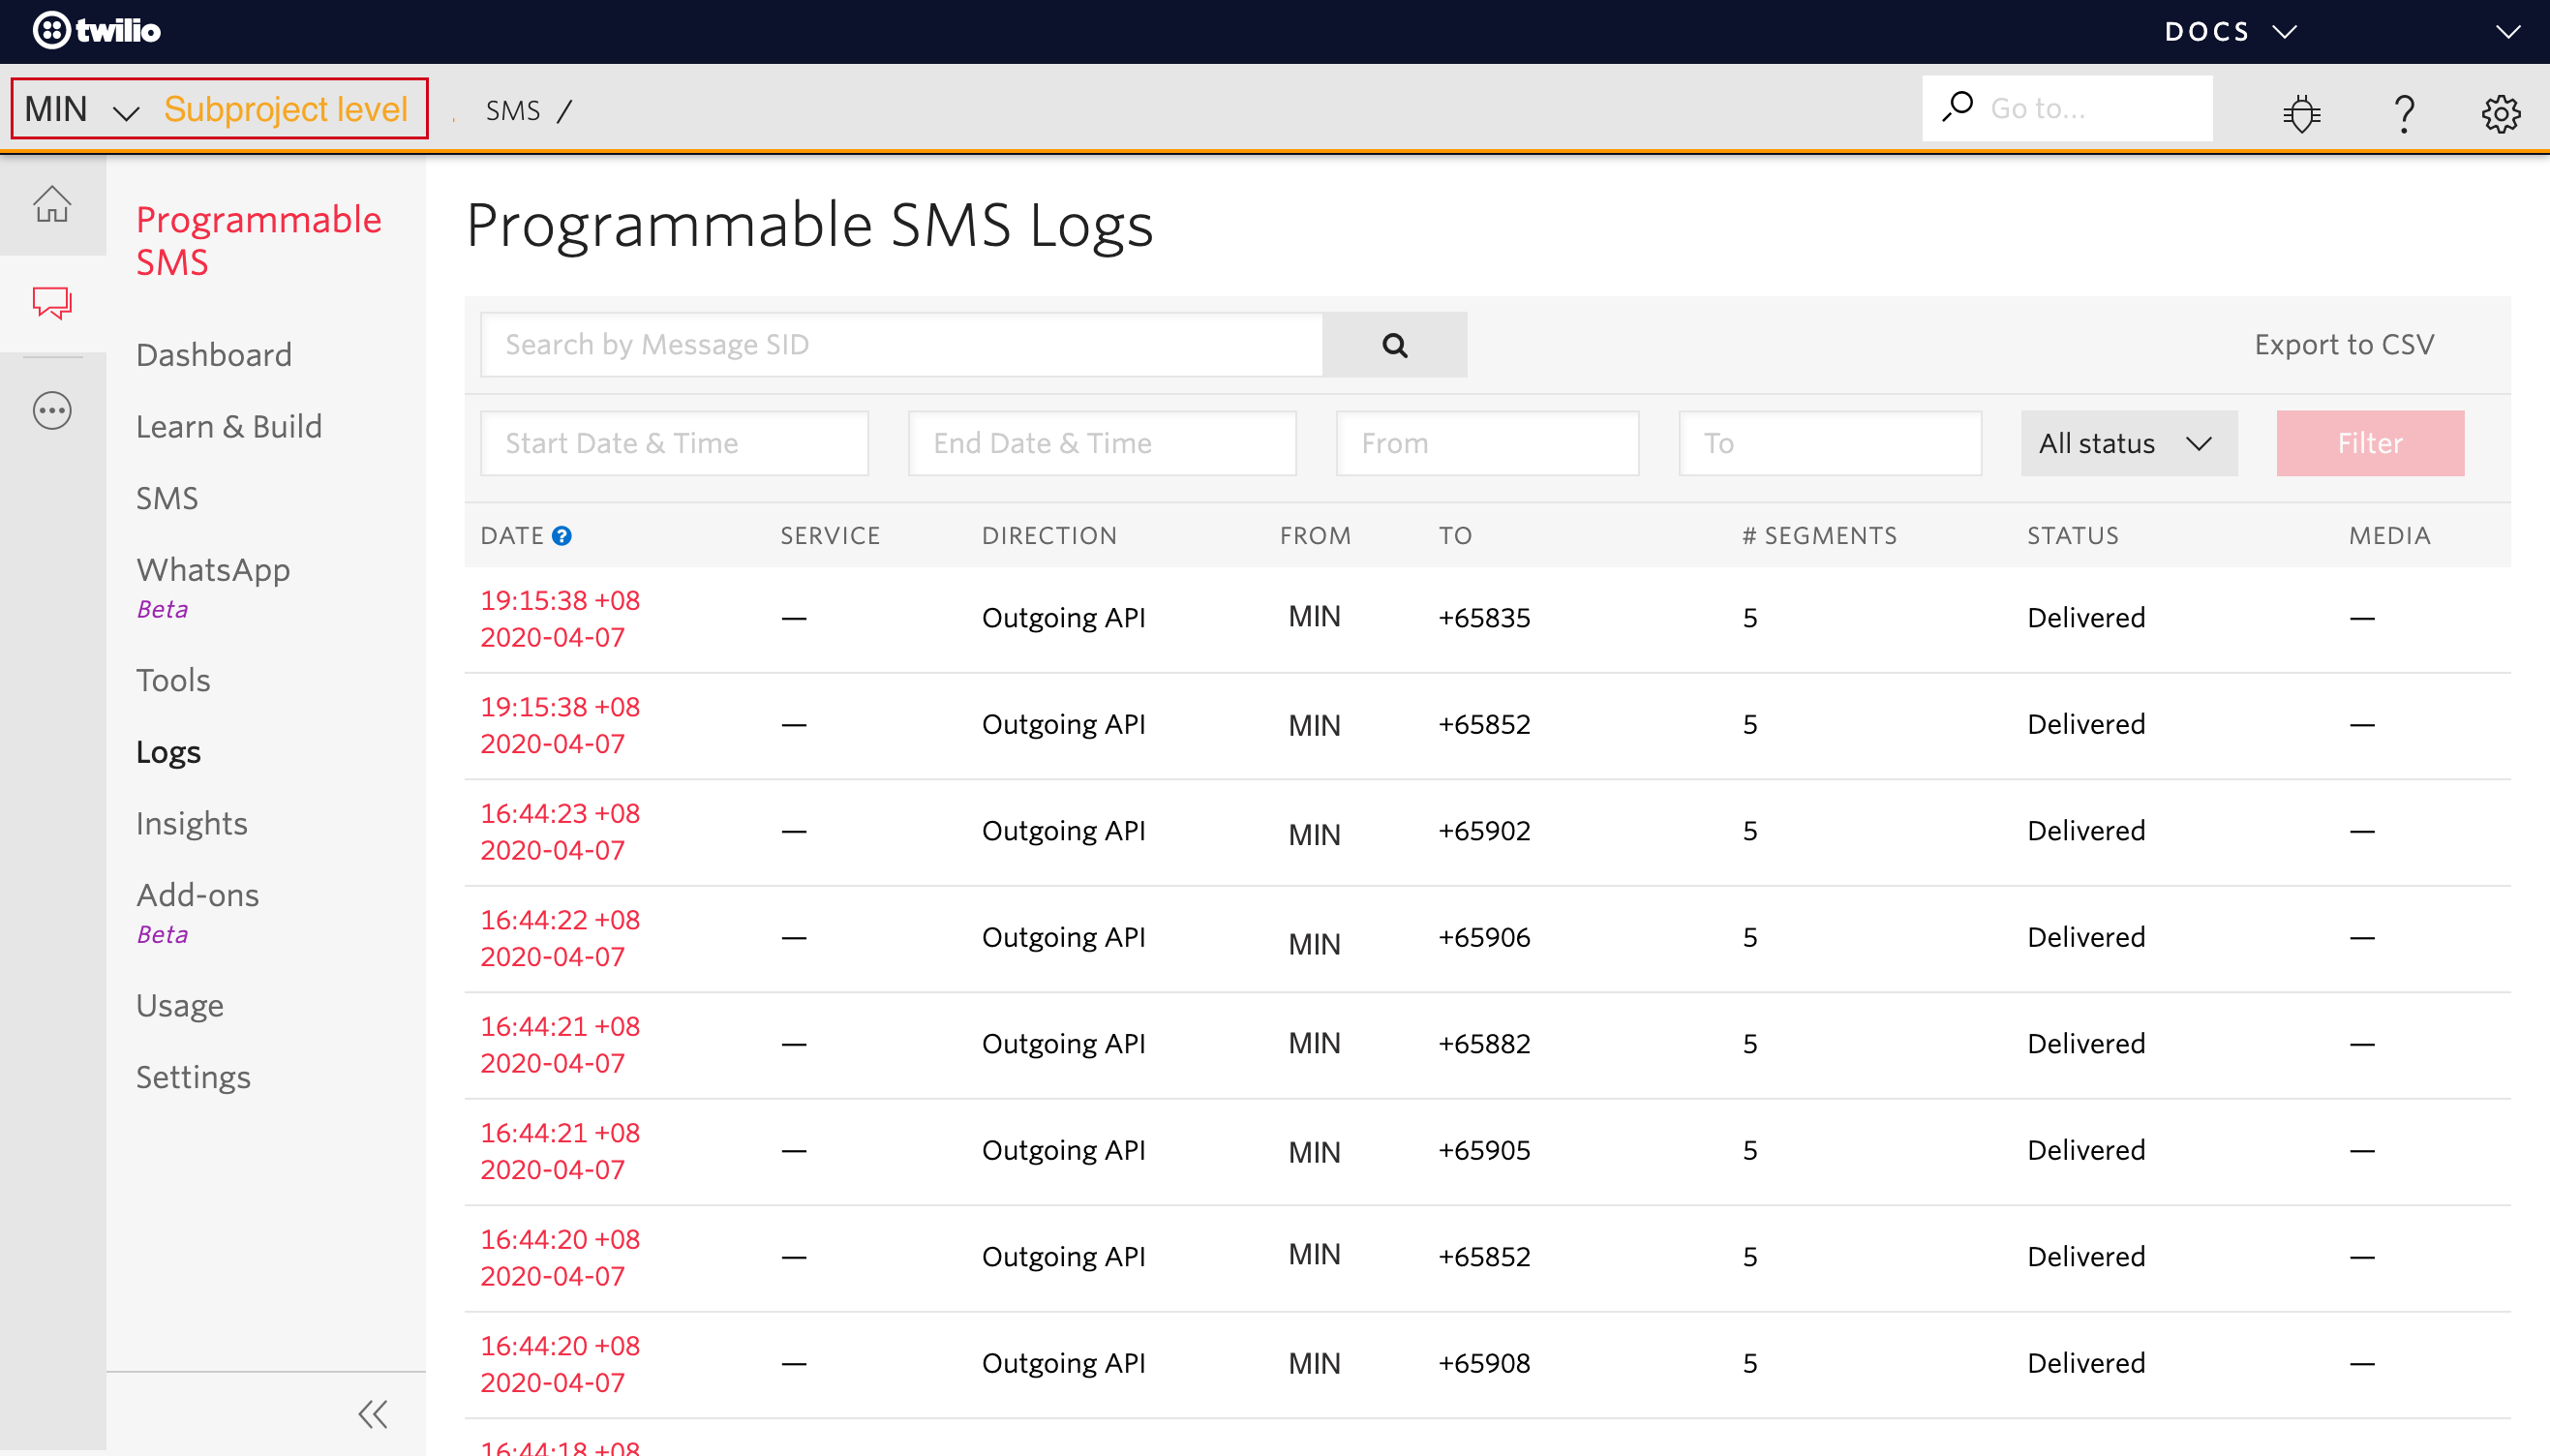 twilio
DOCS
MIN Subproject level SMS /
Go to...
Programmable
SMS
Dashboard
Learn & Build
SMS
WhatsApp
Beta
Tools
Logs
Insights
Add-ons
Beta
Usage
Settings
Programmable SMS Logs
Search by Message SID
Export to CSV
Start Date & Time End Date & Time From To All status Filter
DATE ? SERVICE DIRECTION FROM TO # SEGMENTS STATUS MEDIA
19:15:38 +08
2020-04-07 — Outgoing API MIN +65835 5 Delivered —
19:15:38 +08
2020-04-07 — Outgoing API MIN +65852 5 Delivered —
16:44:23 +08
2020-04-07 — Outgoing API MIN +65902 5 Delivered —
16:44:22 +08
2020-04-07 — Outgoing API MIN +65906 5 Delivered —
16:44:21 +08
2020-04-07 — Outgoing API MIN +65882 5 Delivered —
16:44:21 +08
2020-04-07 — Outgoing API MIN +65905 5 Delivered —
16:44:20 +08
2020-04-07 — Outgoing API MIN +65852 5 Delivered —
16:44:20 +08
2020-04-07 — Outgoing API MIN +65908 5 Delivered —
16:44:18 +08